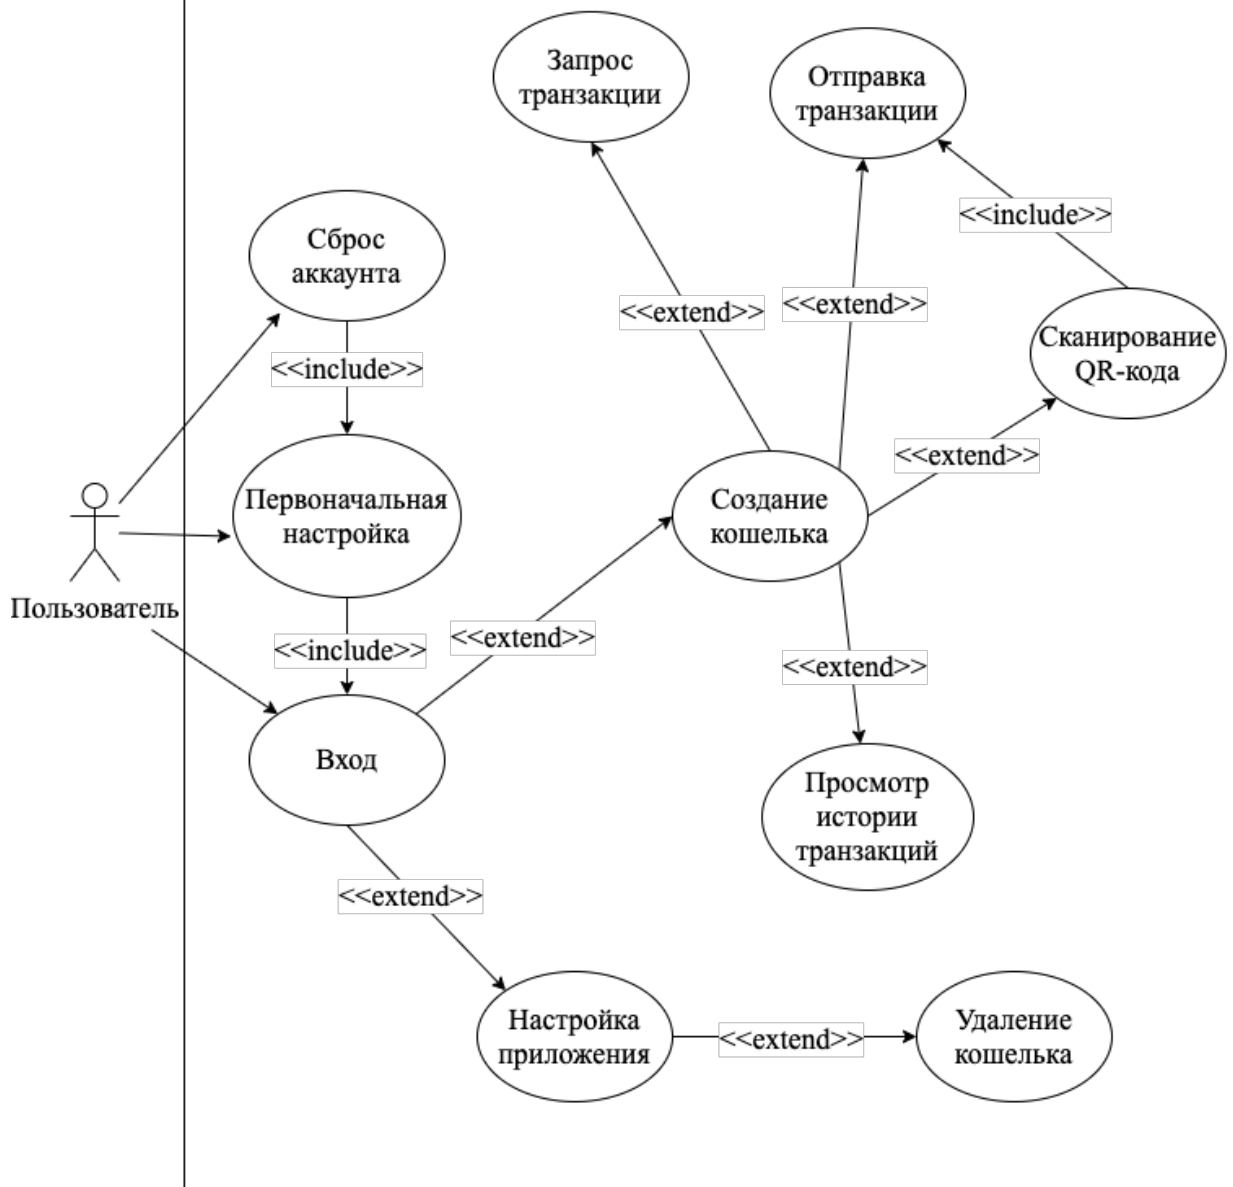 Запрос
транзакции
Отправка
транзакции
<<include>>
Сброс
аккаунта
<<extend>>
<<extend>>
Сканирование
QR-кода
<<include>>
<<extend>>
Первоначальная
настройка
Создание
кошелька
Пользователь
<<include>>
<<extend>>
<<extend>>
Вход
Просмотр
истории
транзакций
<<extend>>
Настройка
приложения
<<extend>>
Удаление
кошелька